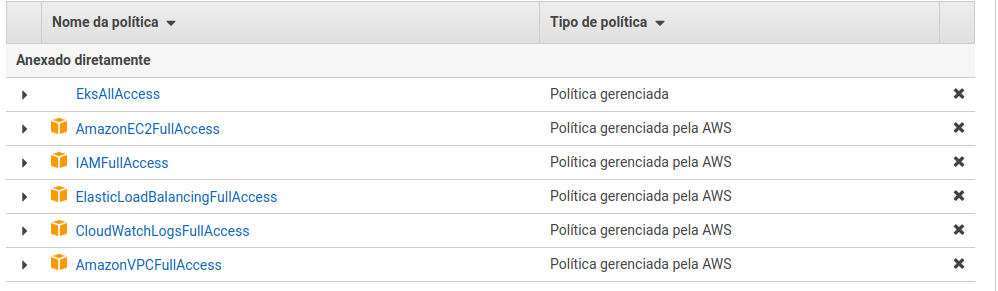 Nome da política Tipo de política
Anexado diretamente
EksAllAccess Política gerenciada
AmazonEC2FullAccess Política gerenciada pela AWS
IAMFullAccess Política gerenciada pela AWS
ElasticLoadBalancingFullAccess Política gerenciada pela AWS
CloudWatchLogsFullAccess Política gerenciada pela AWS
AmazonVPCFullAccess Política gerenciada pela AWS